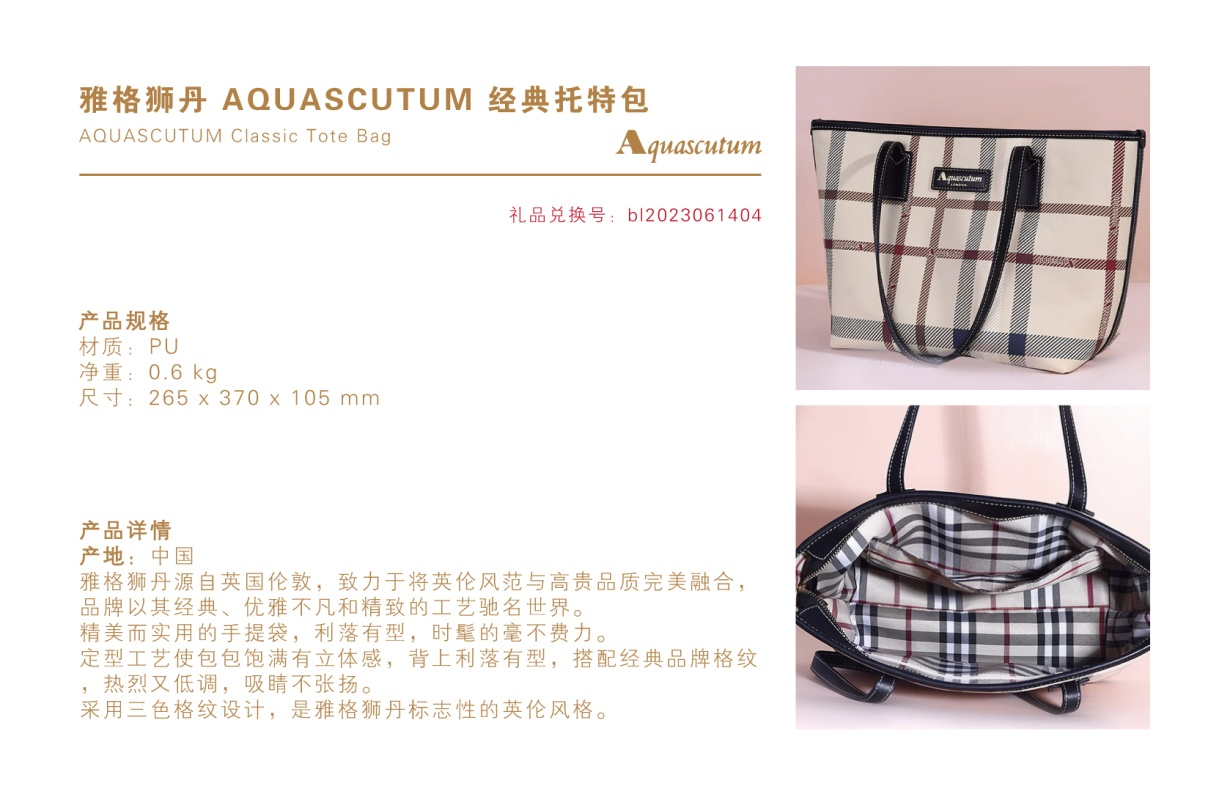 雅格狮丹 AQUASCUTUM 经典托特包
AQUASCUTUM Classic Tote Bag
Aquascutum
礼品兑换号：bl2023061404
产品规格
材质：PU
净重：0.6 kg
尺寸：265 x 370 x 105 mm
产品详情
产地：中国
雅格狮丹源自英国伦敦，致力于将英伦风范与高贵品质完美融合，
品牌以其经典、优雅不凡和精致的工艺驰名世界。
精美而实用的手提袋，利落有型，时髦的毫不费力。
定型工艺使包包饱满有立体感，背上利落有型，搭配经典品牌格纹
，热烈又低调，吸睛不张扬。
采用三色格纹设计，是雅格狮丹标志性的英伦风格。
Aquascutum
LONDON